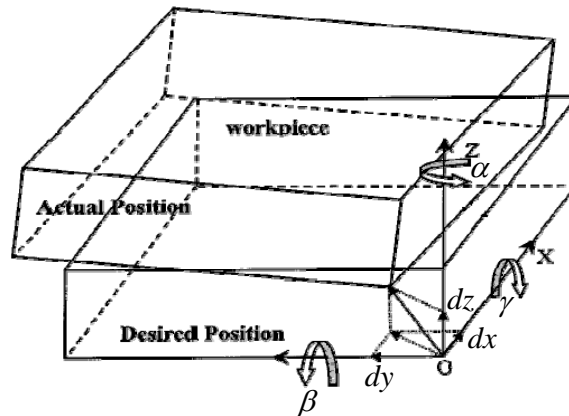 workpiece
Z
α
Actual Position
X
γ
dz
Desired Position
dx
O
dy
β